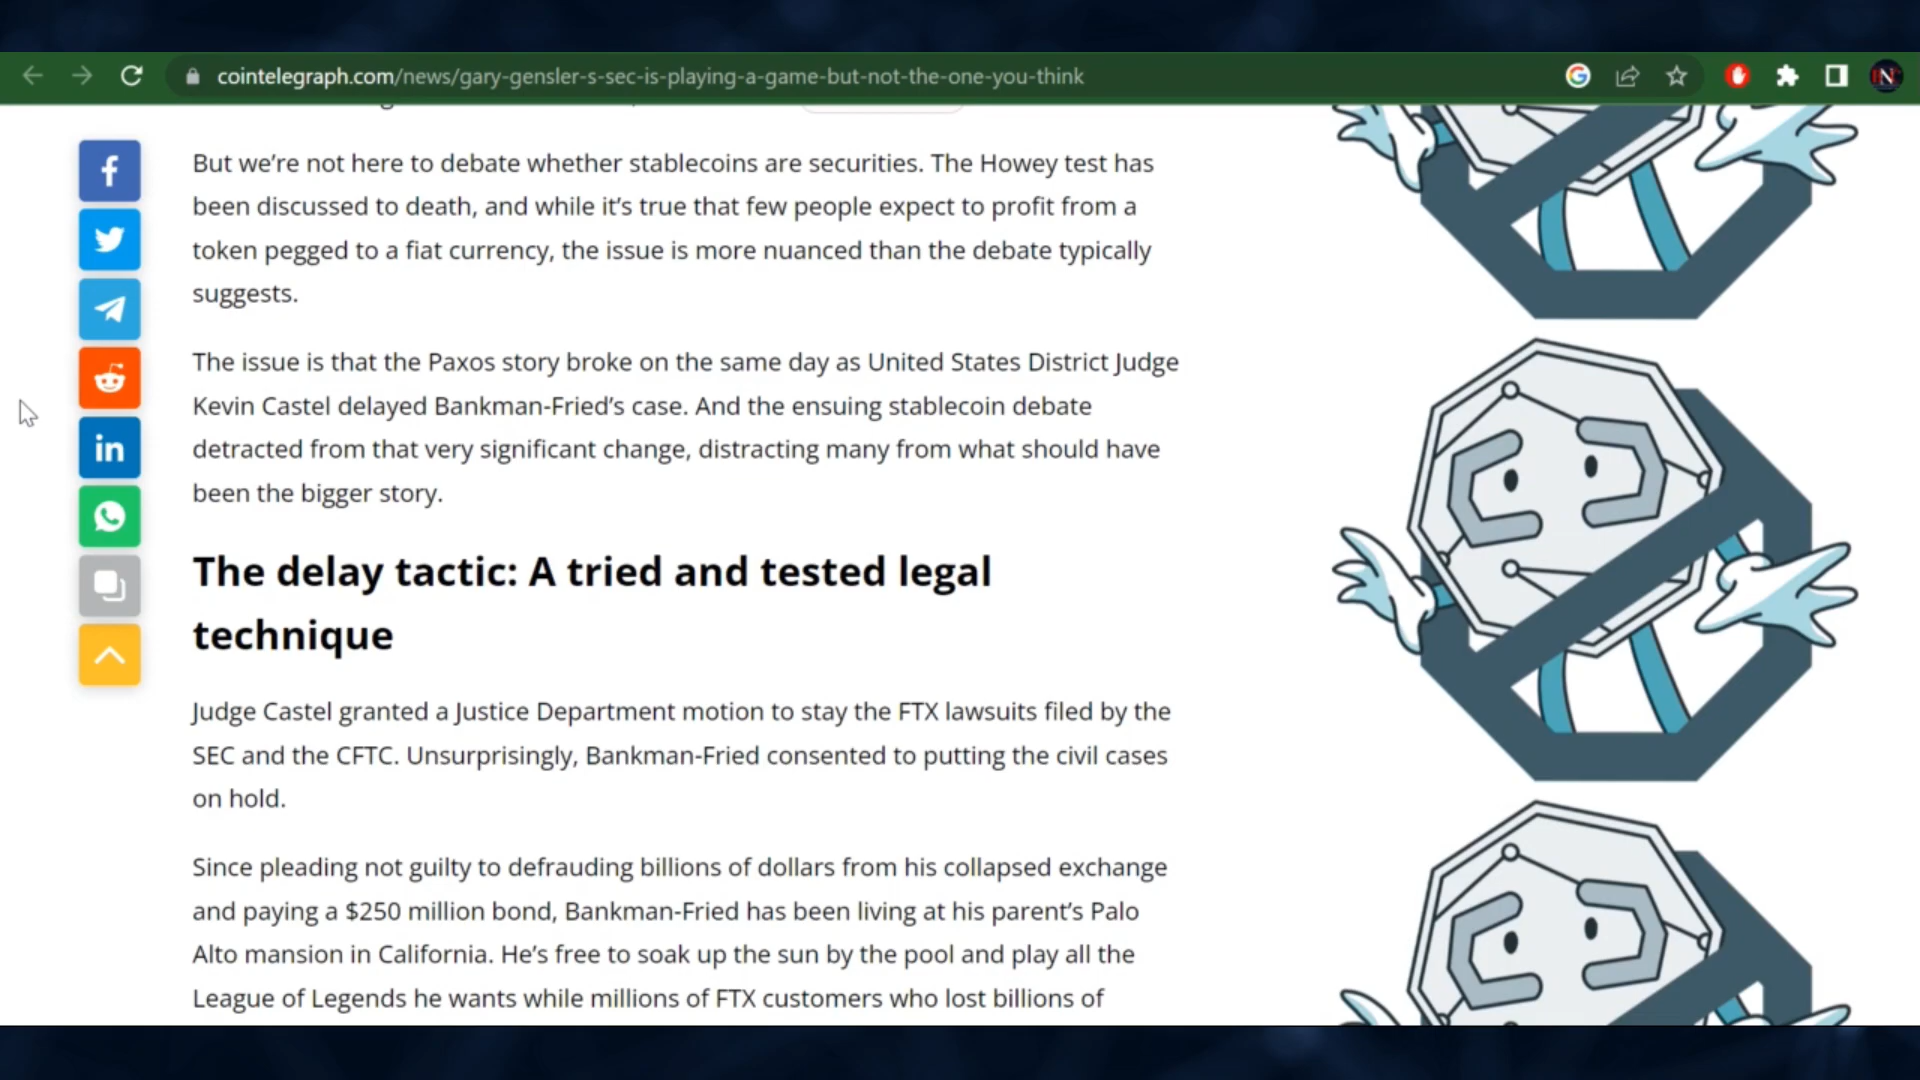 cointelegraph.com/news/gary-gensler-s-sec-is-playing-a-game-but-not-the-one-you-think
But we’re not here to debate whether stablecoins are securities. The Howey test has
been discussed to death, and while it’s true that few people expect to profit from a
token pegged to a fiat currency, the issue is more nuanced than the debate typically
suggests.
The issue is that the Paxos story broke on the same day as United States District Judge
Kevin Castel delayed Bankman-Fried’s case. And the ensuing stablecoin debate
detracted from that very significant change, distracting many from what should have
been the bigger story.
The delay tactic: A tried and tested legal
technique
Judge Castel granted a Justice Department motion to stay the FTX lawsuits filed by the
SEC and the CFTC. Unsurprisingly, Bankman-Fried consented to putting the civil cases
on hold.
Since pleading not guilty to defrauding billions of dollars from his collapsed exchange
and paying a $250 million bond, Bankman-Fried has been living at his parent’s Palo
Alto mansion in California. He’s free to soak up the sun by the pool and play all the
League of Legends he wants while millions of FTX customers who lost billions of